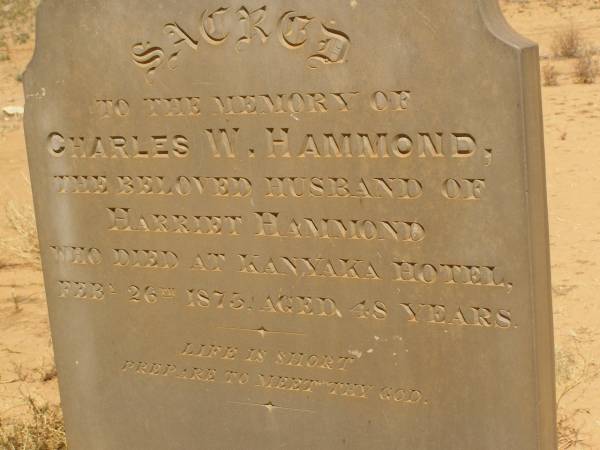 SACRED
TO THE MEMORY OF
CHARLES W. HAMMOND,
THE BELOVED HUSBAND OF
HARRIET HAMMOND
WHO DIED AT KANYAKA HOTEL,
FEBY 26TH 1875, AGED 48 YEARS.
LIFE IS SHORT
PREPARE TO MEET THY GOD.